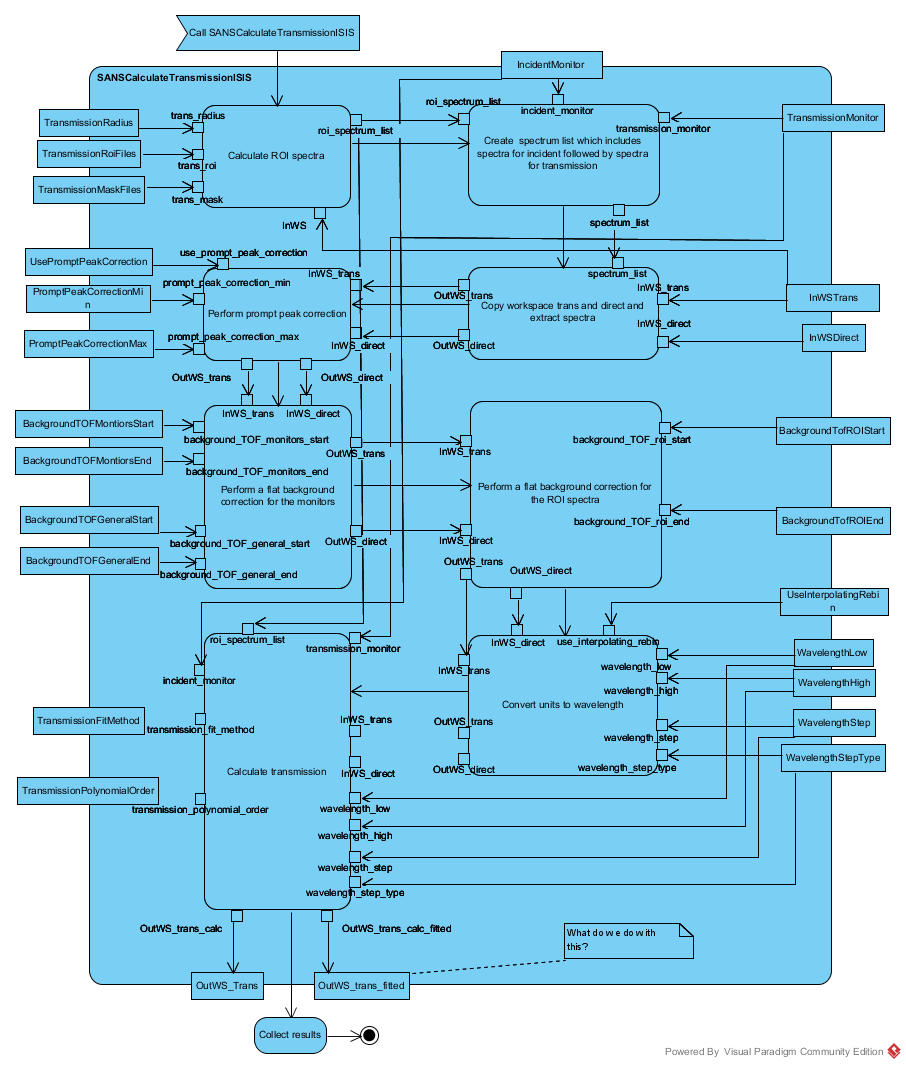 Call SANSCalculateTransmissionISIS
IncidentMonitor
SANSCalculateTransmissionISIS
TransmissionRadius
trans_radius
roi_spectrum_list
incident_monitor
TransmissionMonitor
roi_spectrum_list
transmission_monitor
Calculate ROI spectra
Create spectrum list which includes
spectra for incident followed by spectra
for transmission
TransmissionRoiFiles
trans_roi
TransmissionMaskFiles
trans_mask
InWS
spectrum_list
UsePromptPeakCorrection
use_prompt_peak_correction
InWS_trans
spectrum_list
prompt_peak_correction_min
PromptPeakCorrectionMi
n
OutWS_trans
InWS_trans
InWSTrans
Perform prompt peak correction
Copy workspace trans and direct and
extract spectra
InWS_direct
InWSDirect
PromptPeakCorrectionMax
prompt_peak_correction_max
InWS_direct
OutWS_direct
OutWS_trans
OutWS_direct
InWS_trans
InWS_direct
BackgroundTOFMontiorsStart
background_TOF_monitors_start
OutWS_trans
InWS_trans
background_TOF_roi_start
BackgroundTofROIStart
BackgroundTOFMontiorsEnd
background_TOF_monitors_end
Perform a flat background
correction for the monitors
Perform a flat background correction for
the ROI spectra
BackgroundTOFGeneralStart
background_TOF_general_start
OutWS_direct
InWS_direct
background_TOF_roi_end
BackgroundTofROIEnd
BackgroundTOFGeneralEnd
background_TOF_general_end
OutWS_trans
OutWS_direct
UseInterpolatingRebi
n
roi_spectrum_list
transmission_monitor
InWS_direct
use_interpolating_rebin
WavelengthLow
incident_monitor
InWS_trans
wavelength_low
WavelengthHigh
wavelength_high
Convert units to wavelength
TransmissionFitMethod
transmission_fit_method
InWS_trans
OutWS_trans
WavelengthStep
wavelength_step
WavelengthStepType
Calculate transmission
InWS_direct
OutWS_direct
wavelength_step_type
TransmissionPolynomialOrder
transmission_polynomial_order
wavelength_low
wavelength_high
wavelength_step
wavelength_step_type
OutWS_trans_calc
OutWS_trans_calc_fitted
What do we do with
this?
OutWS_Trans
OutWS_trans_fitted
Collect results
Powered By Visual Paradigm Community Edition